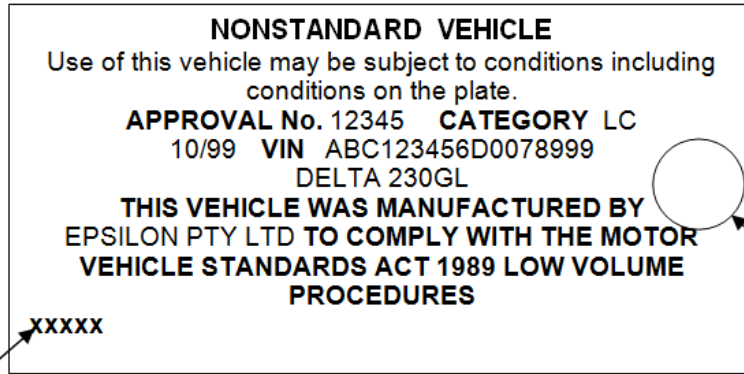 NONSTANDARD VEHICLE
Use of this vehicle may be subject to conditions including
conditions on the plate.
APPROVAL No. 12345 CATEGORY LC
10/99 VIN ABC123456D0078999
DELTA 230GL
THIS VEHICLE WAS MANUFACTURED BY
EPSILON PTY LTD TO COMPLY WITH THE MOTOR
VEHICLE STANDARDS ACT 1989 LOW VOLUME
PROCEDURES
xxxxx